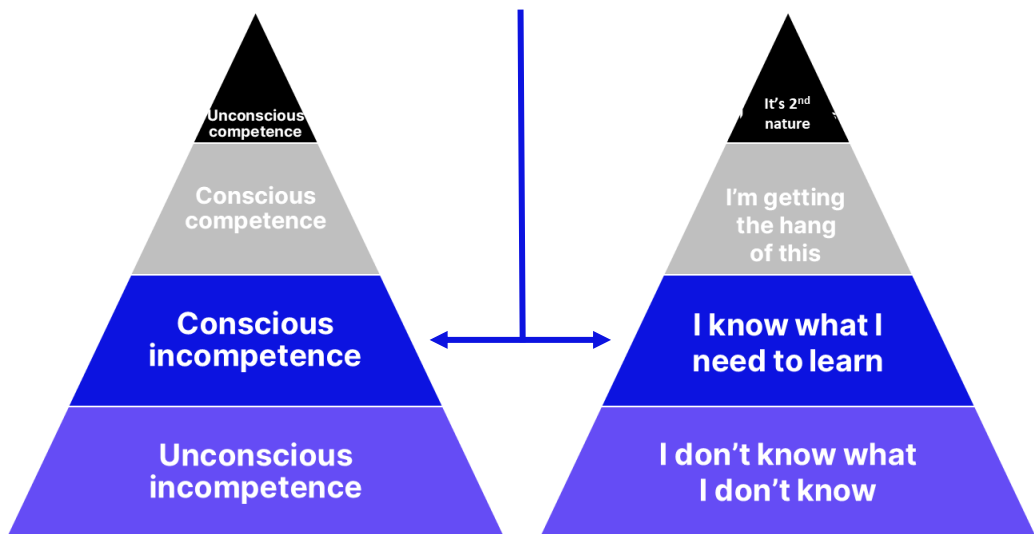 Unconscious
competence
Conscious
competence
Conscious
incompetence
Unconscious
incompetence
It’s 2nd
nature
I’m getting
the hang
of this
I know what I
need to learn
I don’t know what
I don’t know